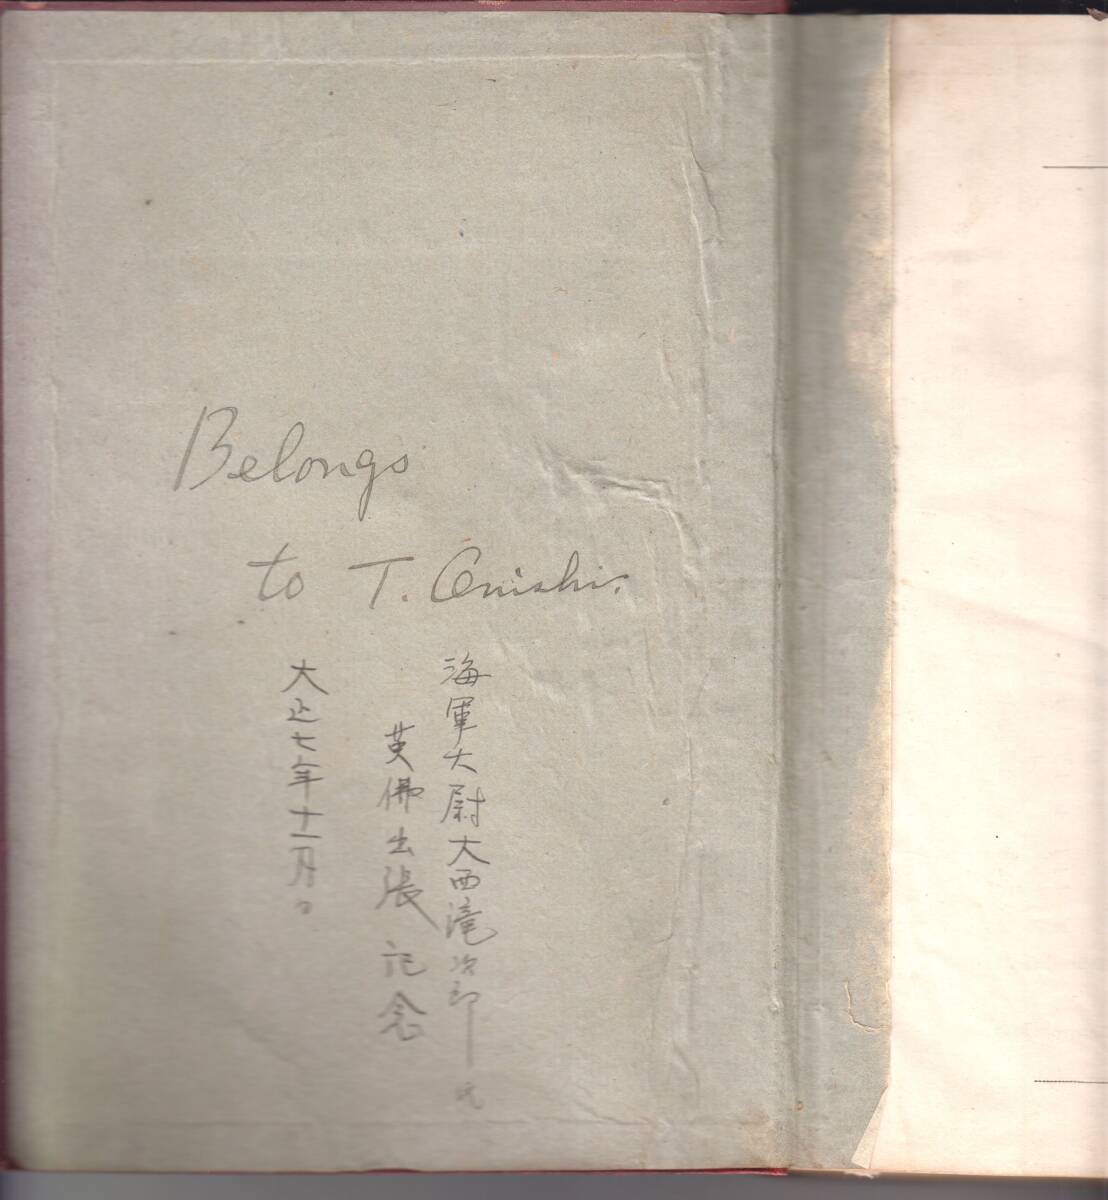 Belongs
to T. Onishi.
海軍大尉大西滝次郎
英佛出張記念
大正七年十一月